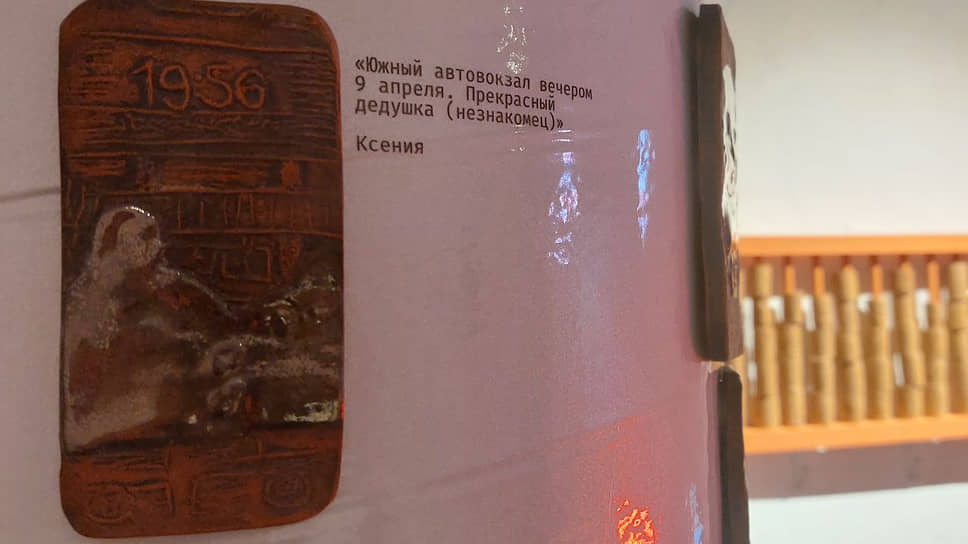 19:56
«Южный автовокзал вечером
9 апреля. Прекрасный
дедушка (незнакомец)»
Ксения